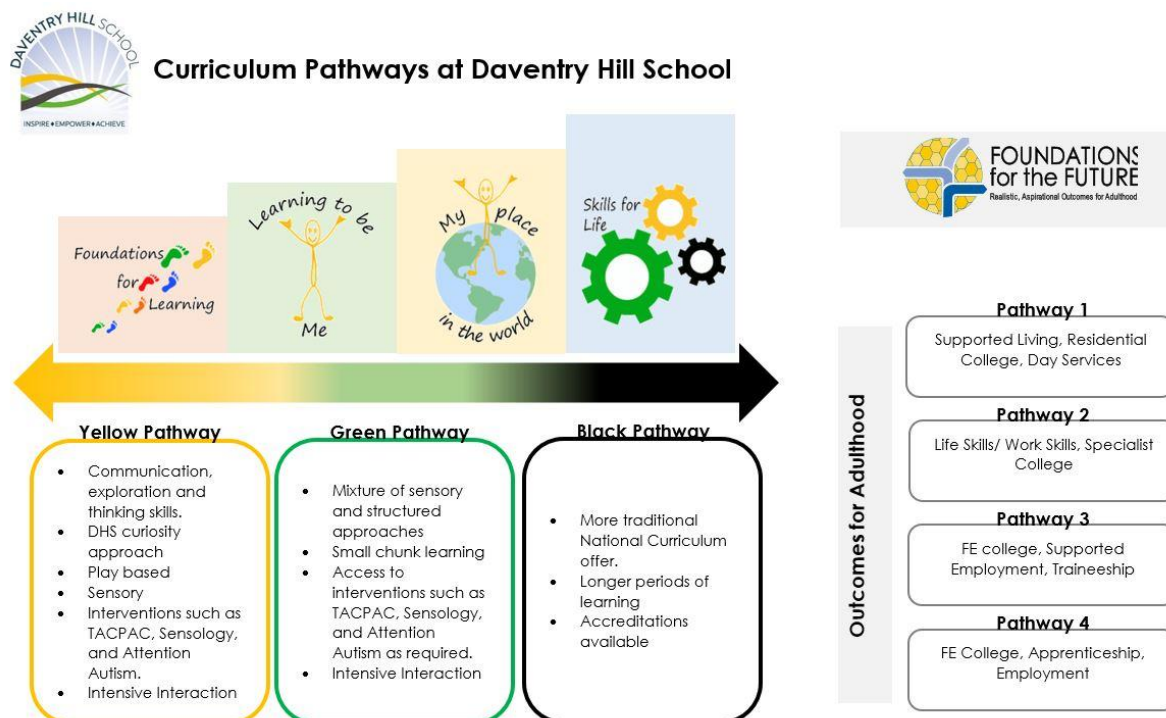 DAVENTRY HILL SCHOOL
INSPIRE♦EMPOWER♦ACHIEVE
Curriculum Pathways at Daventry Hill School
Foundations
for
Learning
Learning to be
Me
My place
in the world
Skills for
Life
Yellow Pathway
• Communication,
exploration and
thinking skills.
• DHS curiosity
approach
• Play based
• Sensory
• Interventions such as
TACPAC, Sensology,
and Attention
Autism.
• Intensive Interaction
Green Pathway
• Mixture of sensory
and structured
approaches
• Small chunk learning
• Access to
interventions such as
TACPAC, Sensology,
and Attention
Autism as required.
• Intensive Interaction
Black Pathway
• More traditional
National Curriculum
offer.
• Longer periods of
learning
• Accreditations
available
FOUNDATIONS
for the FUTURE
Realistic, Aspirational Outcomes for Adulthood
Outcomes for Adulthood
Pathway 1
Supported Living, Residential
College, Day Services
Pathway 2
Life Skills/ Work Skills, Specialist
College
Pathway 3
FE college, Supported
Employment, Traineeship
Pathway 4
FE College, Apprenticeship,
Employment